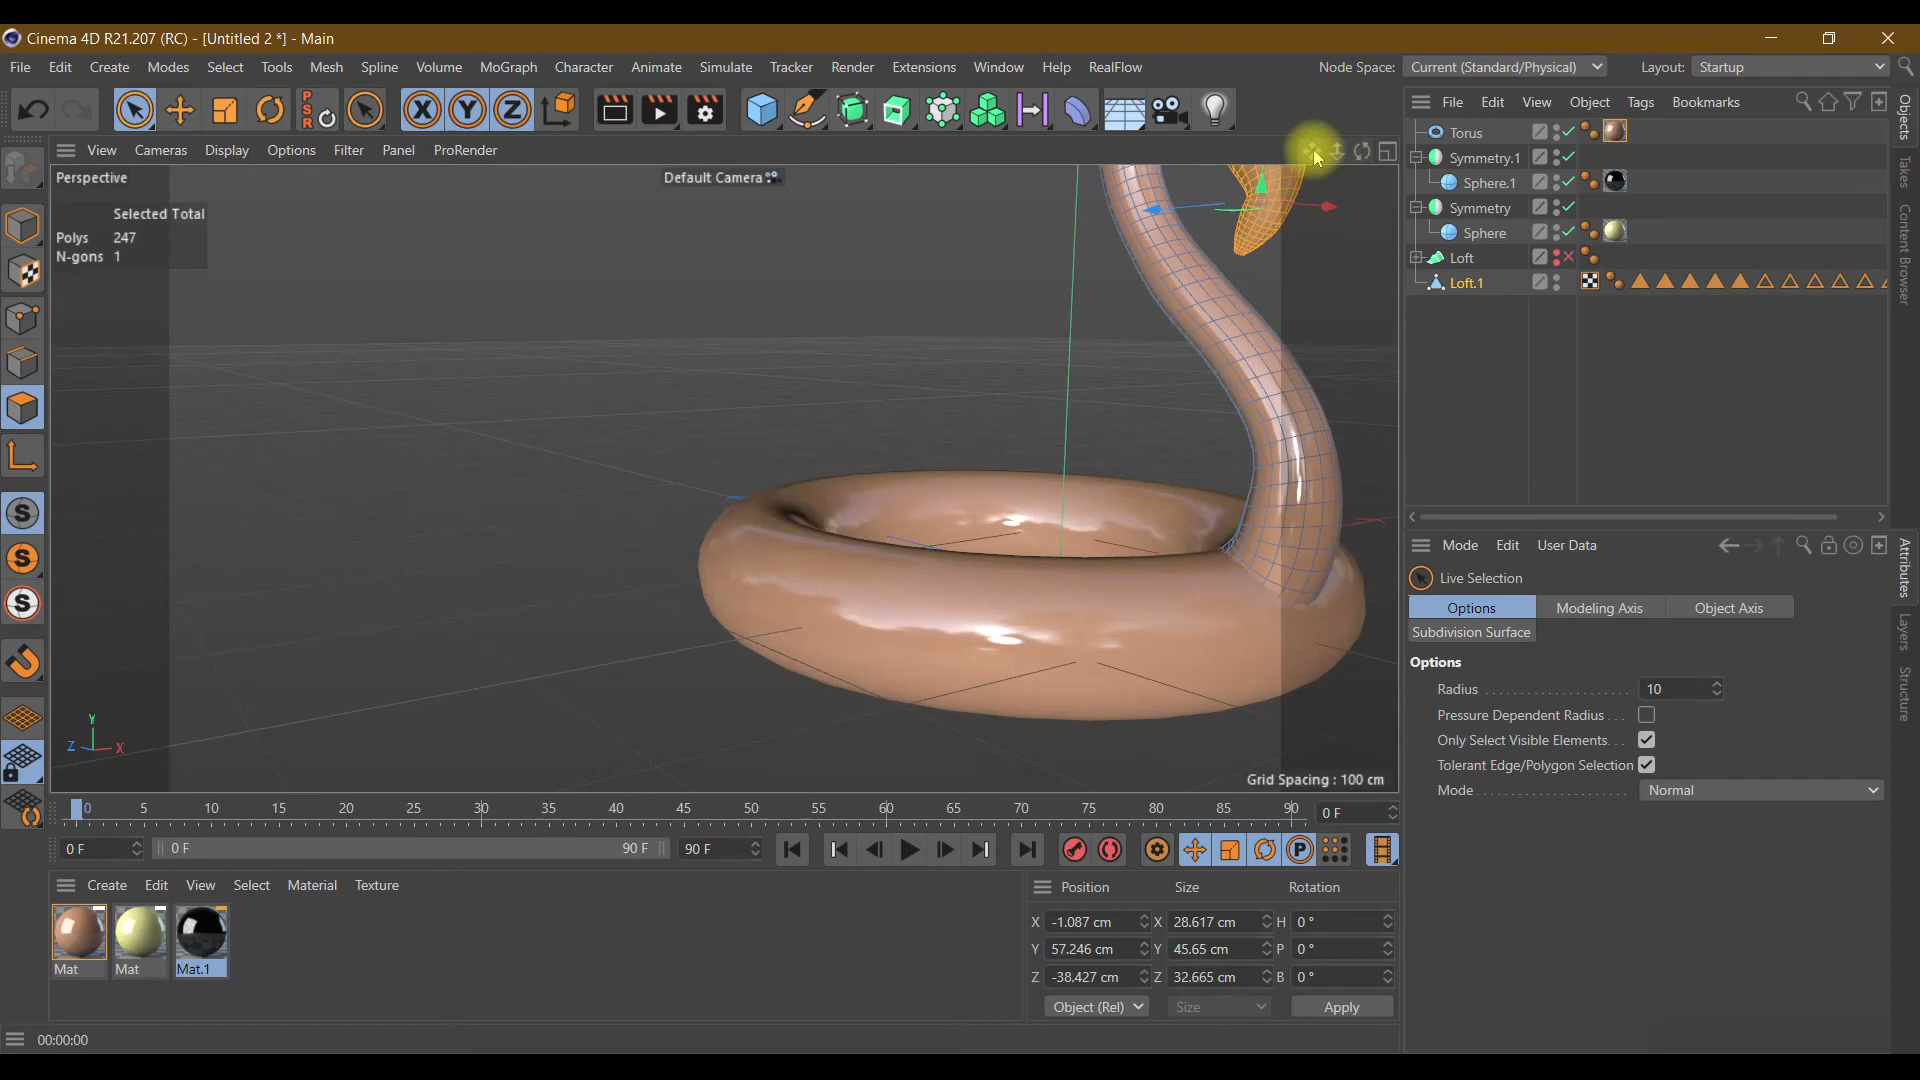 Cinema 4D R21.207 (RC) - [Untitled 2 *] - Main
File Edit Create Modes Select Tools Mesh Spline Volume MoGraph Character Animate Simulate Tracker Render Extensions Window Help RealFlow Node Space: Current (Standard/Physical) Layout: Startup
PSR X Y Z
File Edit View Object Tags Bookmarks
View Cameras Display Options Filter Panel ProRender
Perspective
Default Camera
Selected Total
Polys 247
N-gons 1
Torus
Symmetry.1
Sphere.1
Symmetry
Sphere
Loft
Loft.1
Objects
Takes
Content Browser
Attributes
Layers
Structure
S
S
S
Y
Z X
Grid Spacing : 100 cm
Mode Edit User Data
Live Selection
Options Modeling Axis Object Axis
Subdivision Surface
Options
Radius 10
Pressure Dependent Radius
Only Select Visible Elements
Tolerant Edge/Polygon Selection
Mode Normal
0 5 10 15 20 25 30 35 40 45 50 55 60 65 70 75 80 85 90 0 F
0 F 0 F 90 F 90 F P
Create Edit View Select Material Texture
Mat Mat Mat.1
Position Size Rotation
X -1.087 cm X 28.617 cm H 0 °
Y 57.246 cm Y 45.65 cm P 0 °
Z -38.427 cm Z 32.665 cm B 0 °
Object (Rel) Size Apply
00:00:00